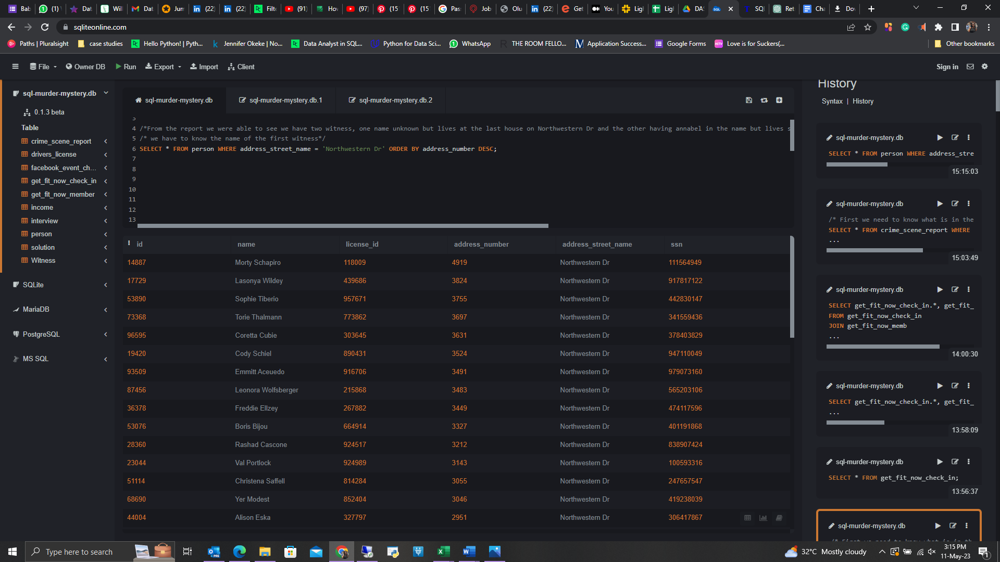 Bab
(1) \
Dat
Will
Dat
Jum
(22)
(22)
Filte
(91)
Hov
(97)
(15
(15
Pas
Job
Olu
(22)
Get
You
Ligh
Ligh
DAS
SQL
SQ
Ret
Cha
Dov
sqliteonline.com
Paths | Pluralsight
case studies
Hello Python! | Pyth...
Jennifer Okeke | No...
Data Analyst in SQL...
Python for Data Sci...
WhatsApp
THE ROOM FELLO...
Application Success...
Google Forms
Love is for Suckers(...
Other bookmarks
File
Owner DB
Run
Export
Import
Client
Sign in
sql-murder-mystery.db
0.1.3 beta
Table
crime_scene_report
drivers_license
facebook_event_ch...
get_fit_now_check_in
get_fit_now_member
income
interview
person
solution
Witness
SQLite
MariaDB
PostgreSQL
MS SQL
sql-murder-mystery.db
sql-murder-mystery.db.1
sql-murder-mystery.db.2
3
4 /*From the report we were able to see we have two witness, one name unknown but lives at the last house on Northwestern Dr and the other having annabel in the name but lives s
5 /* we have to know the name of the first witness*/
6 SELECT * FROM person WHERE address_street_name = 'Northwestern Dr' ORDER BY address_number DESC;
7
8
9
10
11
12
13
id name license_id address_number address_street_name ssn
14887 Morty Schapiro 118009 4919 Northwestern Dr 111564949
17729 Lasonya Wildey 439686 3824 Northwestern Dr 917817122
53890 Sophie Tiberio 957671 3755 Northwestern Dr 442830147
73368 Torie Thalmann 773862 3697 Northwestern Dr 341559436
96595 Coretta Cubie 303645 3631 Northwestern Dr 378403829
19420 Cody Schiel 890431 3524 Northwestern Dr 947110049
93509 Emmitt Aceuedo 916706 3491 Northwestern Dr 979073160
87456 Leonora Wolfsberger 215868 3483 Northwestern Dr 565203106
36378 Freddie Ellzey 267882 3449 Northwestern Dr 474117596
53076 Boris Bijou 664914 3327 Northwestern Dr 401191868
28360 Rashad Cascone 924517 3212 Northwestern Dr 838907424
23044 Val Portlock 924989 3143 Northwestern Dr 100593316
51114 Christena Saffell 814284 3055 Northwestern Dr 247657547
68690 Yer Modest 852404 3046 Northwestern Dr 419238039
44004 Alison Eska 327797 2951 Northwestern Dr 306417867
History
Syntax | History
sql-murder-mystery.db
SELECT * FROM person WHERE address_stre
15:15:03
sql-murder-mystery.db
/* First we need to know what is in the
SELECT * FROM crime_scene_report WHERE
...
15:03:49
sql-murder-mystery.db
SELECT get_fit_now_check_in.*, get_fit_
FROM get_fit_now_check_in
JOIN get_fit_now_memb
...
14:00:30
sql-murder-mystery.db
SELECT get_fit_now_check_in.*, get_fit_
...
13:58:09
sql-murder-mystery.db
SELECT * FROM get_fit_now_check_in;
13:56:37
sql-murder-mystery.db
/* First we need to know what is in th
Type here to search
32°C Mostly cloudy
3:15 PM
11-May-23
1